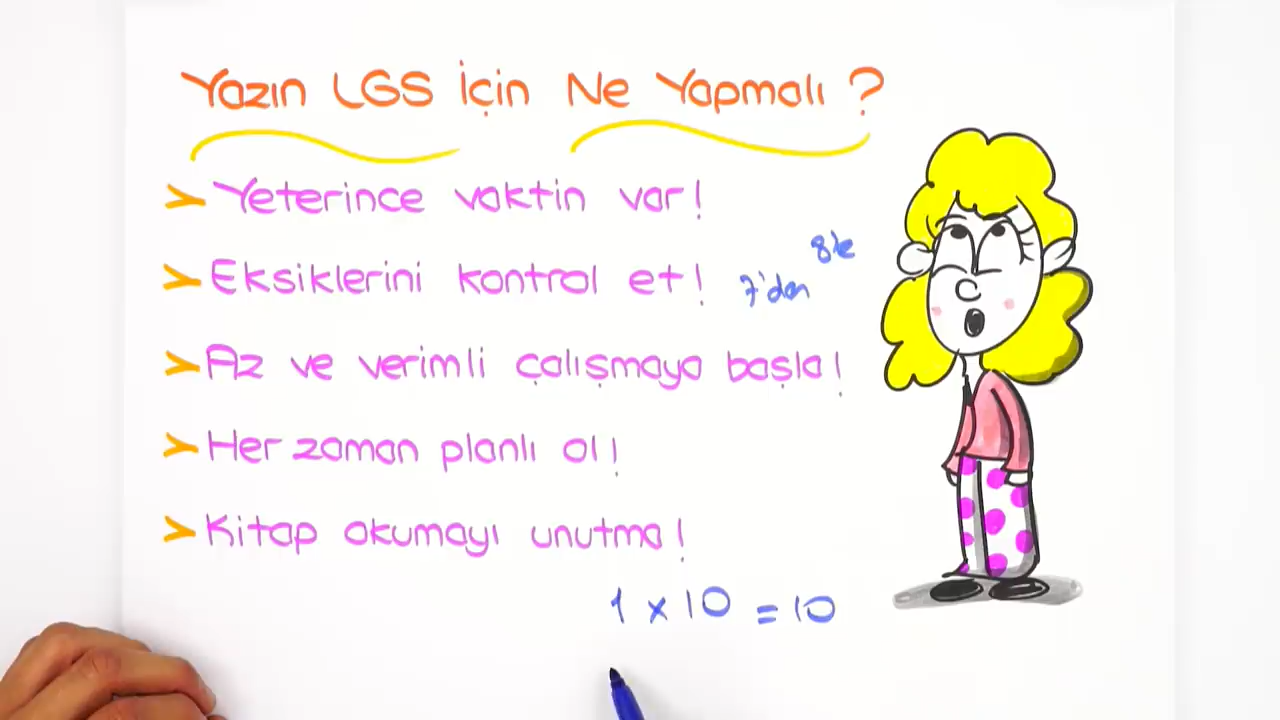 Yazın LGS İçin Ne Yapmalı ?
➤ Yeterince vaktin var!
➤ Eksiklerini kontrol et! 7'den 8'e
➤ Az ve verimli çalışmaya başla!
➤ Her zaman planlı ol!
➤ Kitap okumayı unutma!
1 x 10 = 10